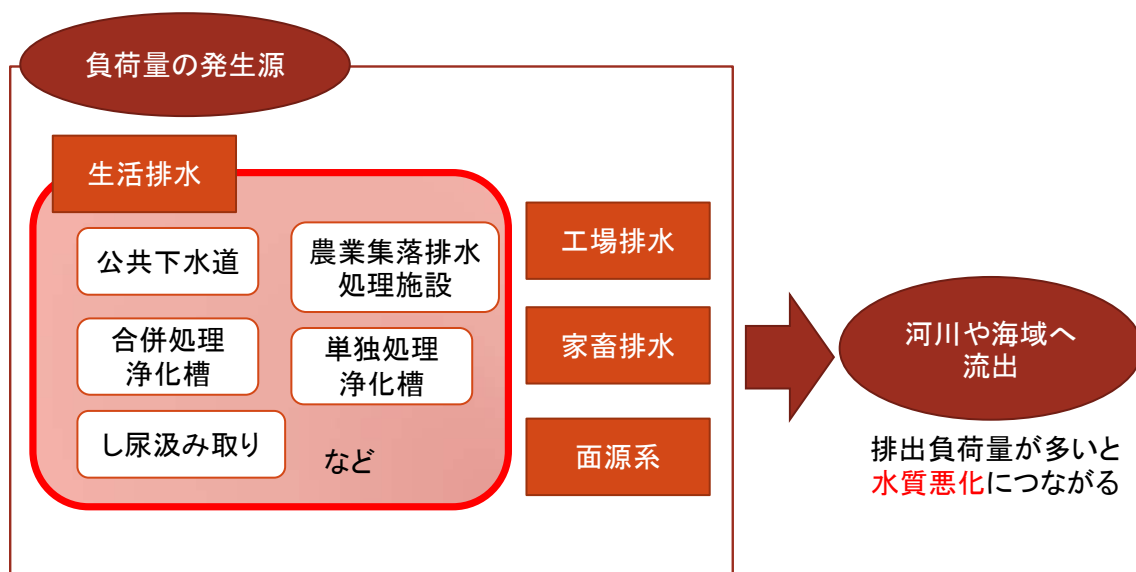 負荷量の発生源
生活排水
公共下水道
農業集落排水
処理施設
合併処理
浄化槽
単独処理
浄化槽
し尿汲み取り
など
工場排水
家畜排水
面源系
河川や海域へ
流出
排出負荷量が多いと
水質悪化につながる